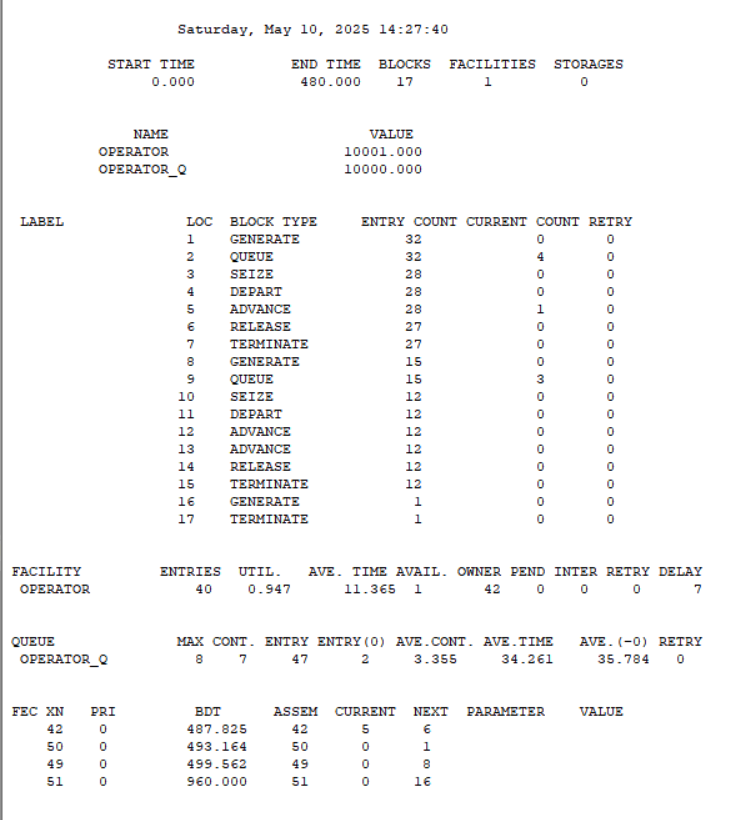 Saturday, May 10, 2025 14:27:40
START TIME END TIME BLOCKS FACILITIES STORAGES
0.000 480.000 17 1 0
NAME VALUE
OPERATOR 10001.000
OPERATOR_Q 10000.000
LABEL LOC BLOCK TYPE ENTRY COUNT CURRENT COUNT RETRY
1 GENERATE 32 0 0
2 QUEUE 32 4 0
3 SEIZE 28 0 0
4 DEPART 28 0 0
5 ADVANCE 28 1 0
6 RELEASE 27 0 0
7 TERMINATE 27 0 0
8 GENERATE 15 0 0
9 QUEUE 15 3 0
10 SEIZE 12 0 0
11 DEPART 12 0 0
12 ADVANCE 12 0 0
13 ADVANCE 12 0 0
14 RELEASE 12 0 0
15 TERMINATE 12 0 0
16 GENERATE 1 0 0
17 TERMINATE 1 0 0
FACILITY ENTRIES UTIL. AVE. TIME AVAIL. OWNER PEND INTER RETRY DELAY
OPERATOR 40 0.947 11.365 1 42 0 0 0 7
QUEUE MAX CONT. ENTRY ENTRY(0) AVE.CONT. AVE.TIME AVE.(-0) RETRY
OPERATOR_Q 8 7 47 2 3.355 34.261 35.784 0
FEC XN PRI BDT ASSEM CURRENT NEXT PARAMETER VALUE
42 0 487.825 42 5 6
50 0 493.164 50 0 1
49 0 499.562 49 0 8
51 0 960.000 51 0 16